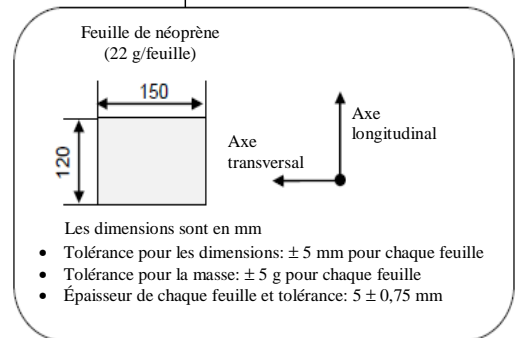 Feuille de néoprène
(22 g/feuille)
150
120
Axe
longitudinal
Axe
transversal
Les dimensions sont en mm
• Tolérance pour les dimensions: ± 5 mm pour chaque feuille
• Tolérance pour la masse: ± 5 g pour chaque feuille
• Épaisseur de chaque feuille et tolérance: 5 ± 0,75 mm